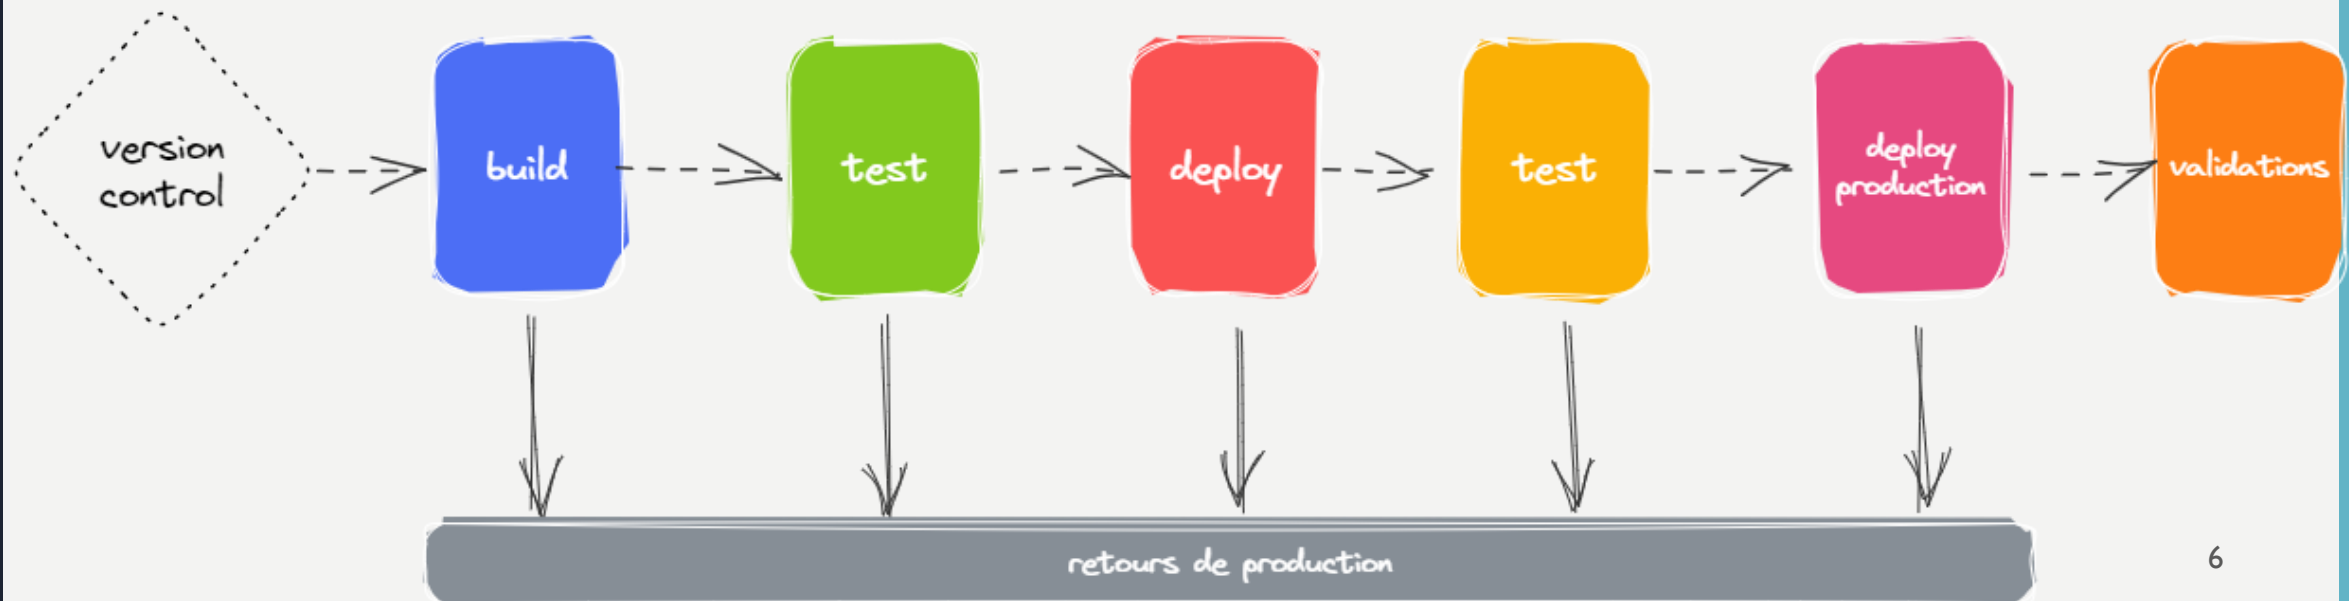 version
control
build
test
deploy
test
deploy
production
validations
retours de production
6